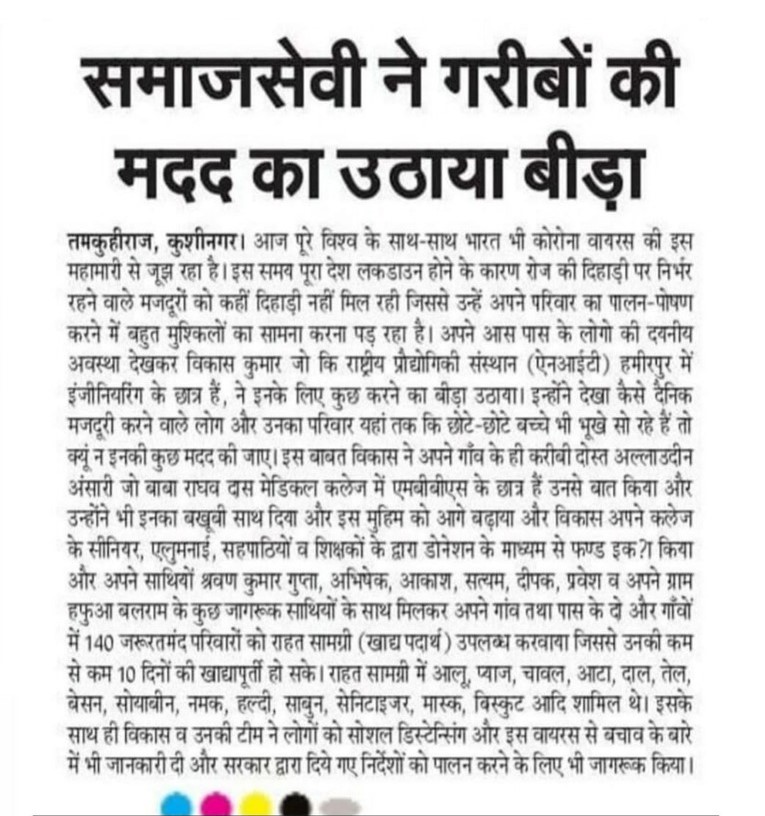 समाजसेवी ने गरीबों की
मदद का उठाया बीड़ा
तमकुहीराज, कुशीनगर। आज पूरे विश्व के साथ-साथ भारत भी कोरोना वायरस की इस
महामारी से जूझ रहा है। इस समय पूरा देश लकडाउन होने के कारण रोज की दिहाड़ी पर निर्भर
रहने वाले मजदूरों को कहीं दिहाड़ी नहीं मिल रही जिससे उन्हें अपने परिवार का पालन-पोषण
करने में बहुत मुश्किलों का सामना करना पड़ रहा है। अपने आस पास के लोगो की दयनीय
अवस्था देखकर विकास कुमार जो कि राष्ट्रीय प्रौद्योगिकी संस्थान (ऐनआईटी) हमीरपुर में
इंजीनियरिंग के छात्र हैं, ने इनके लिए कुछ करने का बीड़ा उठाया। इन्होंने देखा कैसे दैनिक
मजदूरी करने वाले लोग और उनका परिवार यहां तक कि छोटे-छोटे बच्चे भी भूखे सो रहे हैं तो
क्यूं न इनकी कुछ मदद की जाए। इस बाबत विकास ने अपने गाँव के ही करीबी दोस्त अल्लाउदीन
अंसारी जो बाबा राघव दास मेडिकल कलेज में एमबीबीएस के छात्र हैं उनसे बात किया और
उन्होंने भी इनका बखूबी साथ दिया और इस मुहिम को आगे बढ़ाया और विकास अपने कलेज
के सीनियर, एलुमनाई, सहपाठियों व शिक्षकों के द्वारा डोनेशन के माध्यम से फण्ड इक?ा किया
और अपने साथियों श्रवण कुमार गुप्ता, अभिषेक, आकाश, सत्यम, दीपक, प्रवेश व अपने ग्राम
हफुआ बलराम के कुछ जागरूक साथियों के साथ मिलकर अपने गांव तथा पास के दो और गाँवों
में 140 जरूरतमंद परिवारों को राहत सामग्री (खाद्य पदार्थ) उपलब्ध करवाया जिससे उनकी कम
से कम 10 दिनों की खाद्यापूर्ती हो सके। राहत सामग्री में आलू, प्याज, चावल, आटा, दाल, तेल,
बेसन, सोयाबीन, नमक, हल्दी, साबुन, सेनिटाइजर, मास्क, बिस्कुट आदि शामिल थे। इसके
साथ ही विकास व उनकी टीम ने लोगों को सोशल डिस्टेन्सिंग और इस वायरस से बचाव के बारे
में भी जानकारी दी और सरकार द्वारा दिये गए निर्देशों को पालन करने के लिए भी जागरूक किया।